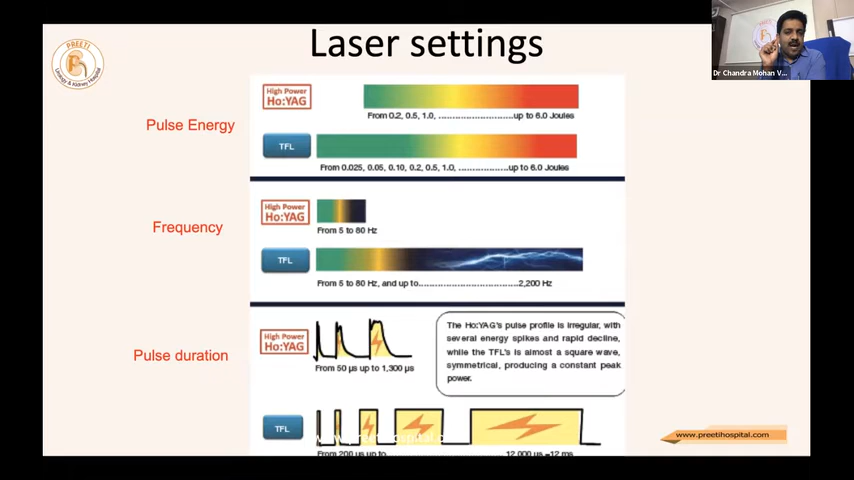 Laser settings
Dr Chandra Mohan V...
PREETI
Urology & Kidney Hospital
Pulse Energy
High Power
Ho:YAG
From 0.2, 0.5, 1.0, ............................up to 6.0 Joules
TFL
From 0.025, 0.05, 0.10, 0.2, 0.5, 1.0, ....................up to 6.0 Joules
Frequency
High Power
Ho:YAG
From 5 to 80 Hz
TFL
From 5 to 80 Hz, and up to....................................2,200 Hz
Pulse duration
High Power
Ho:YAG
From 50 µs up to 1,300 µs
The Ho:YAG's pulse profile is irregular, with
several energy spikes and rapid decline,
while the TFL's is almost a square wave,
symmetrical, producing a constant peak
power.
TFL
From 200 µs up to............................................12,000 µs =12 ms
www.preetihospital.com